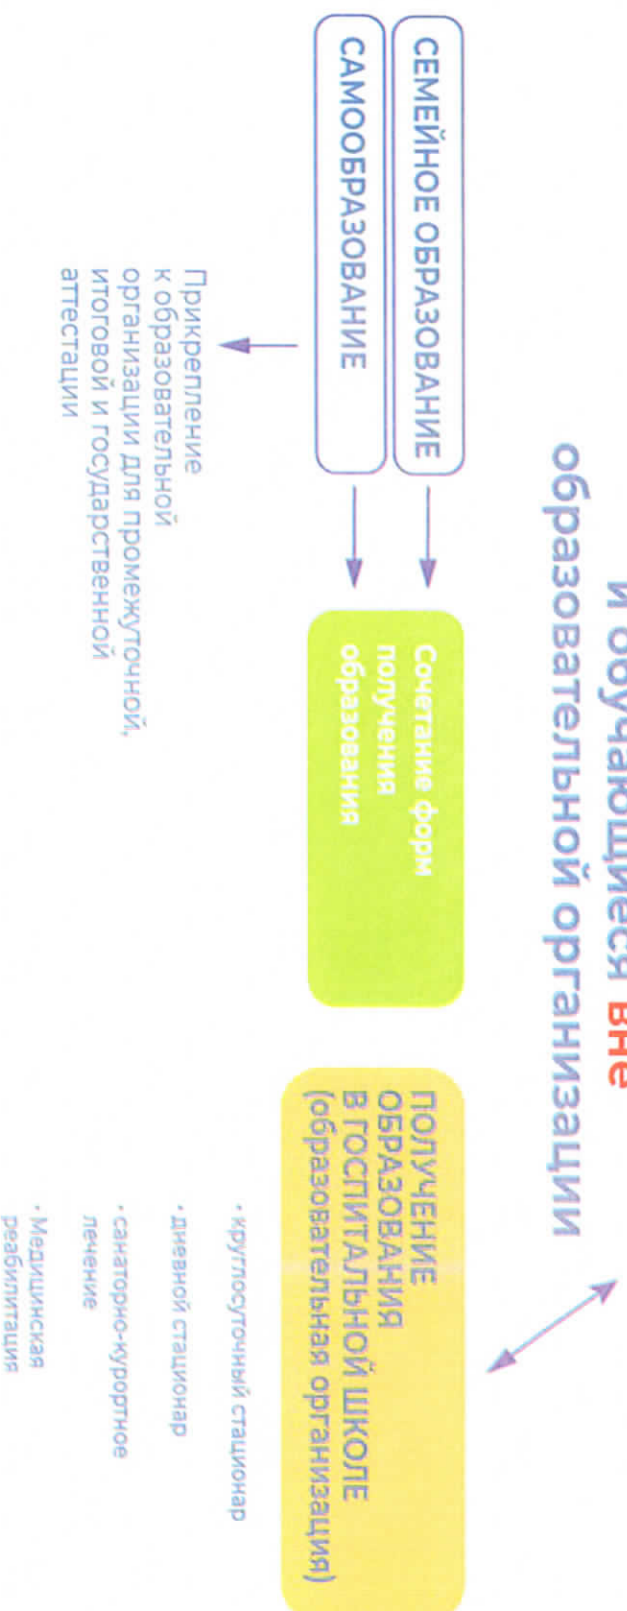 и обучающиеся вне
образовательной организации
СЕМЕЙНОЕ ОБРАЗОВАНИЕ
САМООБРАЗОВАНИЕ
Прикрепление
к образовательной
организации для промежуточной,
итоговой и государственной
аттестации
Сочетание форм
получения
образования
ПОЛУЧЕНИЕ
ОБРАЗОВАНИЯ
В ГОСПИТАЛЬНОЙ ШКОЛЕ
(образовательная организация)
• круглосуточный стационар
• дневной стационар
• санаторно-курортное
лечение
• Медицинская
реабилитация